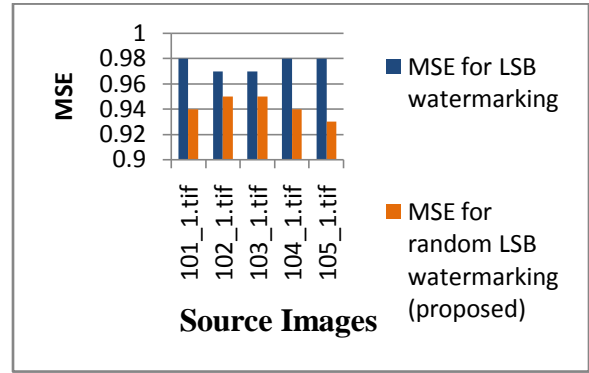 1
0.98
0.96
0.94
0.92
0.9
MSE
101_1.tif
102_1.tif
103_1.tif
104_1.tif
105_1.tif
Source Images
MSE for LSB
watermarking
MSE for
random LSB
watermarking
(proposed)